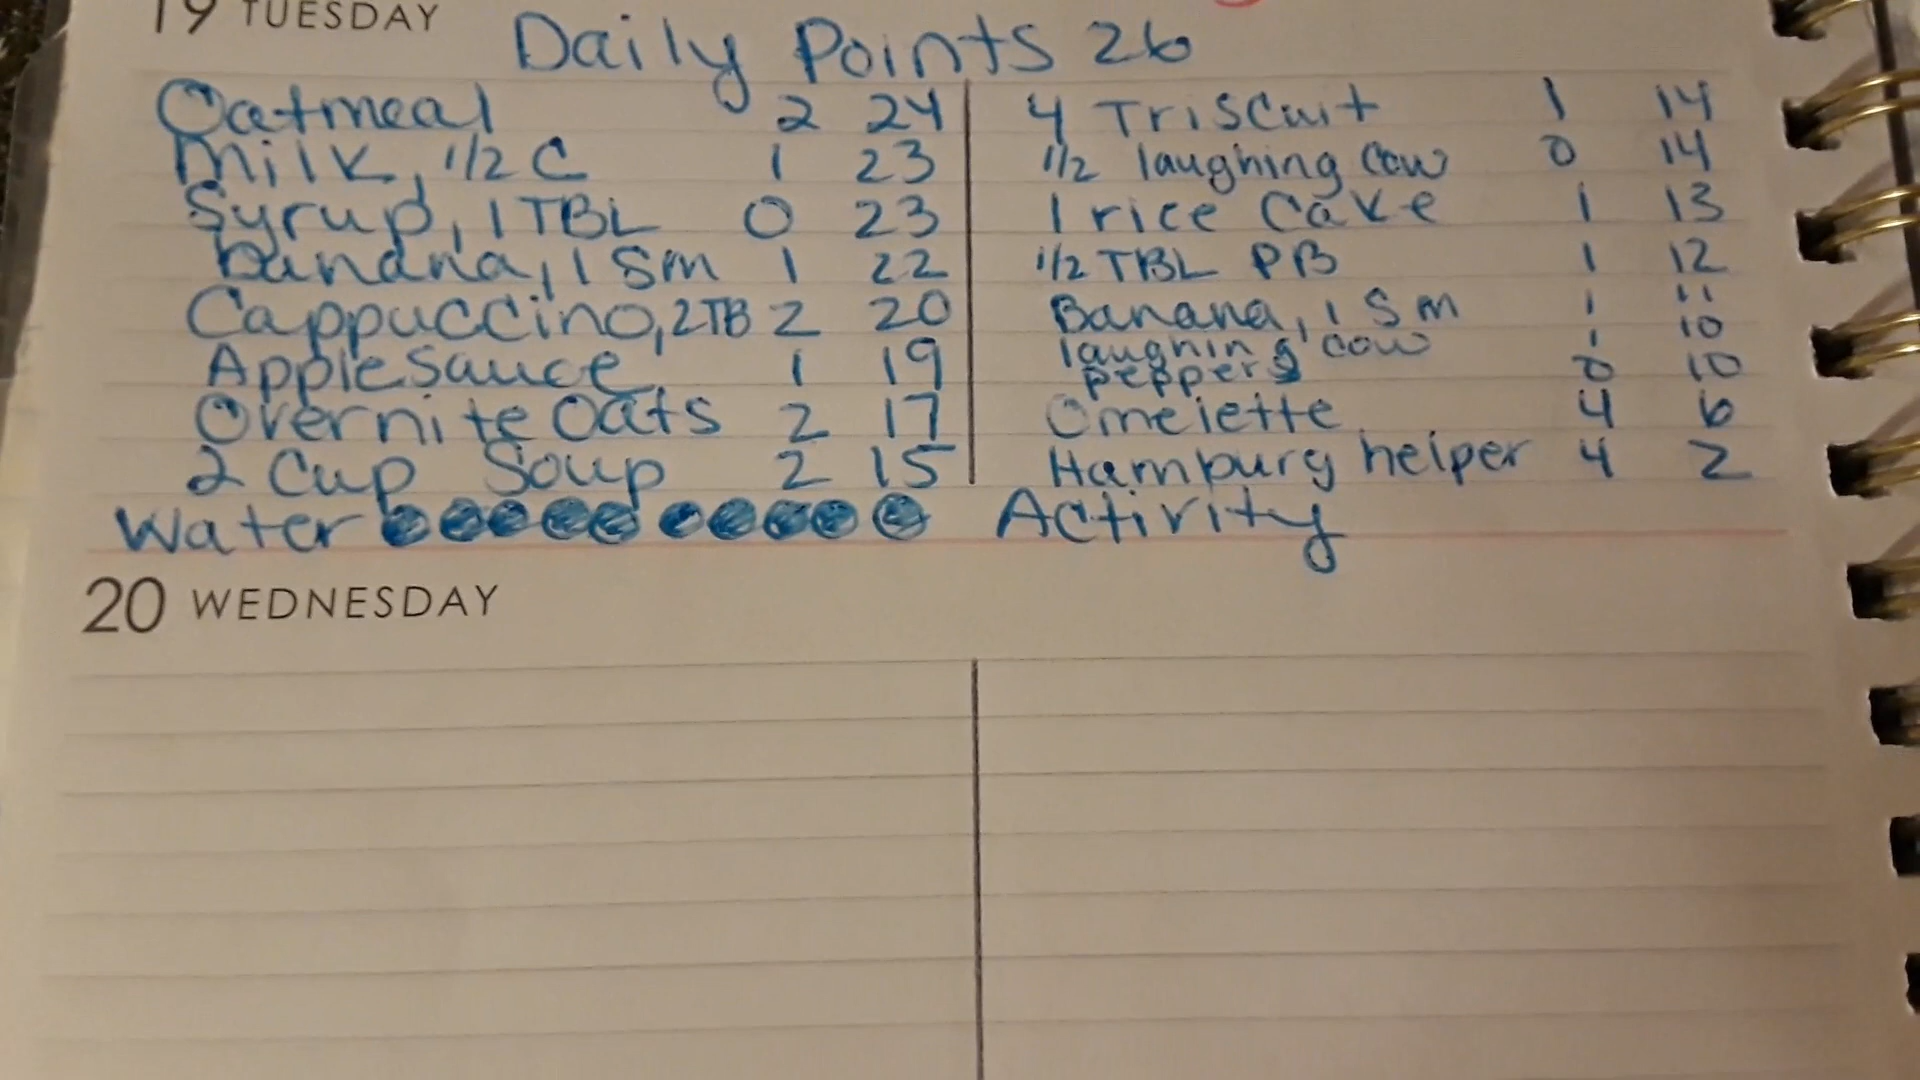 19 TUESDAY
Daily Points 26
Oatmeal 2 24
Milk, 1/2 C 1 23
Syrup, 1 TBL 0 23
Banana, 1 Sm 1 22
Cappuccino, 2TB 2 20
Applesauce 1 19
Overnite Oats 2 17
2 Cup Soup 2 15
4 Triscuit 1 14
1/2 laughing Cow 0 14
1 rice Cake 1 13
1/2 TBL PB 1 12
Banana, 1 Sm 1 11
laughing cow 1 10
peppers 0 10
Omelette 4 6
Hamburg helper 4 2
Water
Activity
20 WEDNESDAY